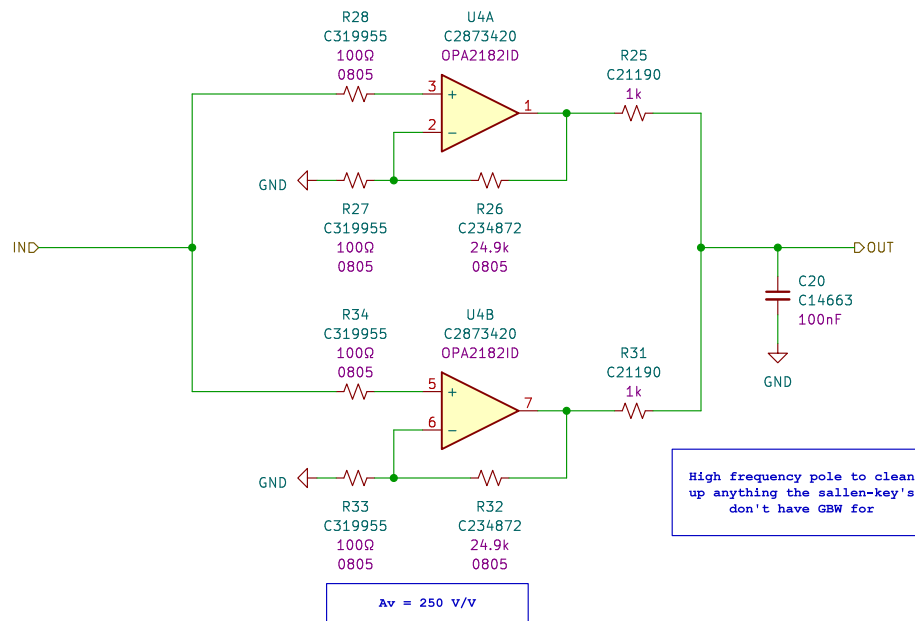 R28
C319955
100Ω
0805
U4A
C2873420
OPA2182ID
3
+
2
−
1
R25
C21190
1k
GND
R27
C319955
100Ω
0805
R26
C234872
24.9k
0805
IN
OUT
C20
C14663
100nF
GND
R34
C319955
100Ω
0805
U4B
C2873420
OPA2182ID
5
+
6
−
7
R31
C21190
1k
GND
R33
C319955
100Ω
0805
R32
C234872
24.9k
0805
High frequency pole to clean
up anything the sallen-key's
don't have GBW for
Av = 250 V/V